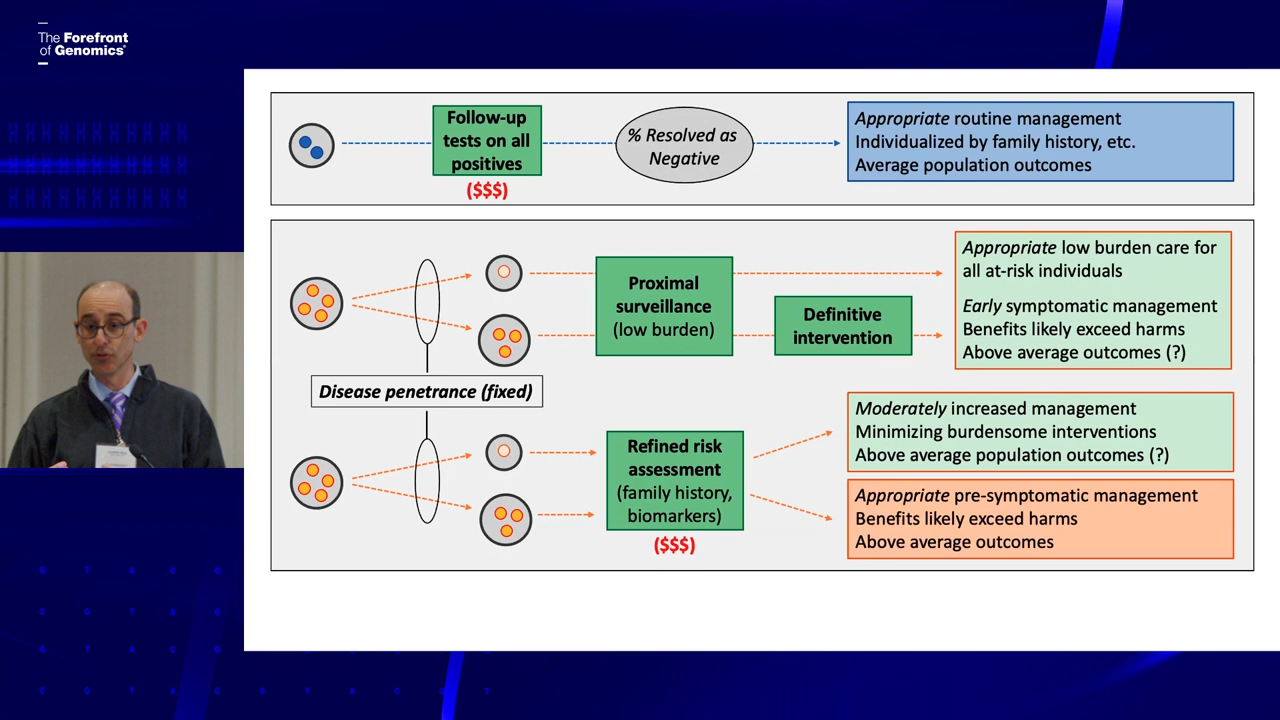 The Forefront
of Genomics®
Follow-up
tests on all
positives
($$$)
% Resolved as
Negative
Appropriate routine management
Individualized by family history, etc.
Average population outcomes
Proximal
surveillance
(low burden)
Definitive
intervention
Appropriate low burden care for
all at-risk individuals
Early symptomatic management
Benefits likely exceed harms
Above average outcomes (?)
Disease penetrance (fixed)
Refined risk
assessment
(family history,
biomarkers)
($$$)
Moderately increased management
Minimizing burdensome interventions
Above average population outcomes (?)
Appropriate pre-symptomatic management
Benefits likely exceed harms
Above average outcomes